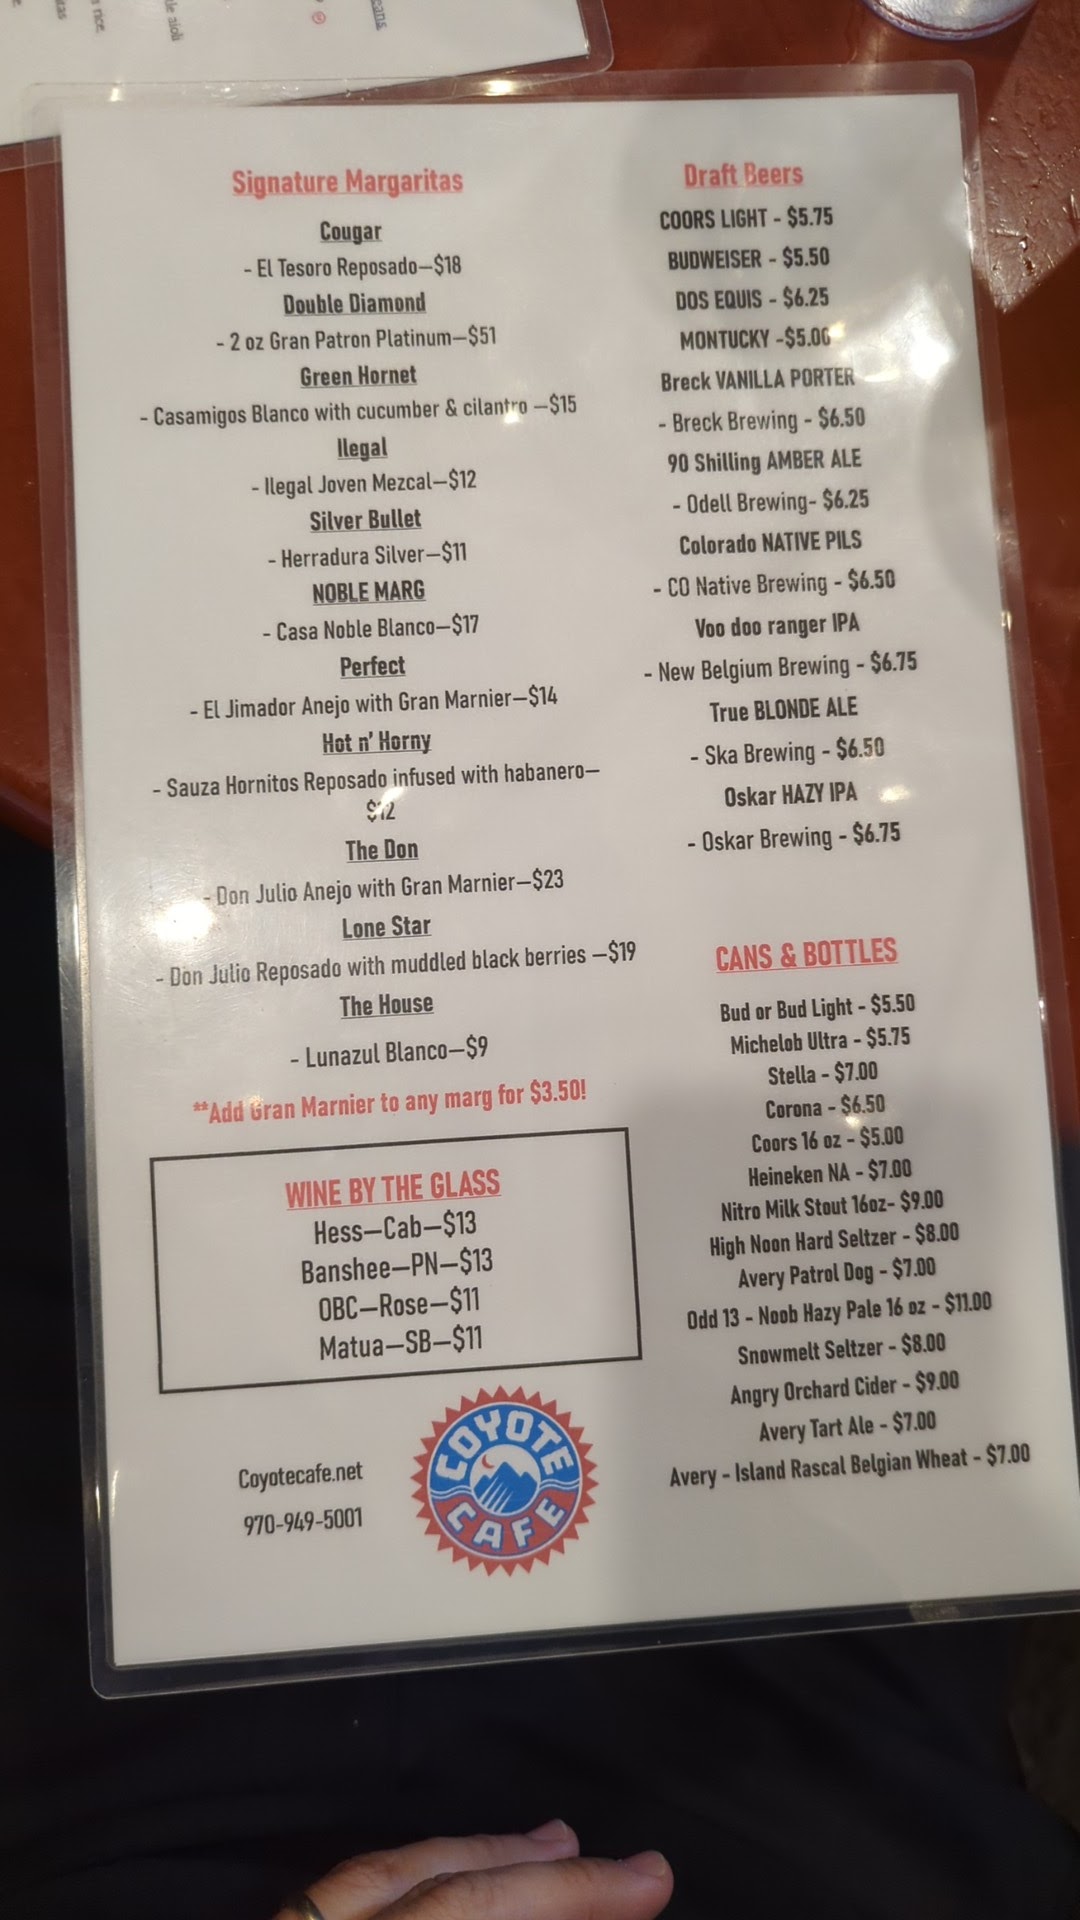 eans.
tle aioli
rice.
Signature Margaritas
Cougar
- El Tesoro Reposado—$18
Double Diamond
- 2 oz Gran Patron Platinum—$51
Green Hornet
- Casamigos Blanco with cucumber & cilantro —$15
Ilegal
- Ilegal Joven Mezcal—$12
Silver Bullet
- Herradura Silver—$11
NOBLE MARG
- Casa Noble Blanco—$17
Perfect
- El Jimador Anejo with Gran Marnier—$14
Hot n' Horny
- Sauza Hornitos Reposado infused with habanero—
$12
The Don
- Don Julio Anejo with Gran Marnier—$23
Lone Star
- Don Julio Reposado with muddled black berries —$19
The House
- Lunazul Blanco—$9
**Add Gran Marnier to any marg for $3.50!
WINE BY THE GLASS
Hess—Cab—$13
Banshee—PN—$13
OBC—Rose—$11
Matua—SB—$11
Coyotecafe.net
970-949-5001
COYOTE
CAFE
Draft Beers
COORS LIGHT - $5.75
BUDWEISER - $5.50
DOS EQUIS - $6.25
MONTUCKY -$5.00
Breck VANILLA PORTER
- Breck Brewing - $6.50
90 Shilling AMBER ALE
- Odell Brewing- $6.25
Colorado NATIVE PILS
- CO Native Brewing - $6.50
Voo doo ranger IPA
- New Belgium Brewing - $6.75
True BLONDE ALE
- Ska Brewing - $6.50
Oskar HAZY IPA
- Oskar Brewing - $6.75
CANS & BOTTLES
Bud or Bud Light - $5.50
Michelob Ultra - $5.75
Stella - $7.00
Corona - $6.50
Coors 16 oz - $5.00
Heineken NA - $7.00
Nitro Milk Stout 16oz- $9.00
High Noon Hard Seltzer - $8.00
Avery Patrol Dog - $7.00
Odd 13 - Noob Hazy Pale 16 oz - $11.00
Snowmelt Seltzer - $8.00
Angry Orchard Cider - $9.00
Avery Tart Ale - $7.00
Avery - Island Rascal Belgian Wheat - $7.00